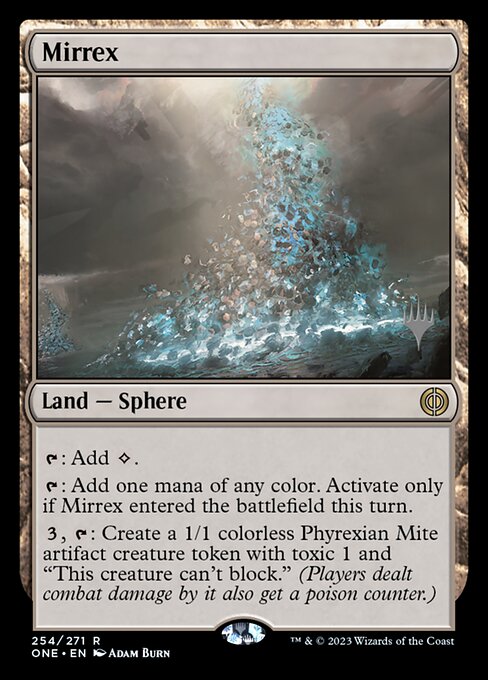 Mirrex
Land — Sphere
: Add .
: Add one mana of any color. Activate only
if Mirrex entered the battlefield this turn.
3, : Create a 1/1 colorless Phyrexian Mite
artifact creature token with toxic 1 and
“This creature can’t block.” (Players dealt
combat damage by it also get a poison counter.)
254/271 R
ONE • EN Adam Burn
™ & © 2023 Wizards of the Coast